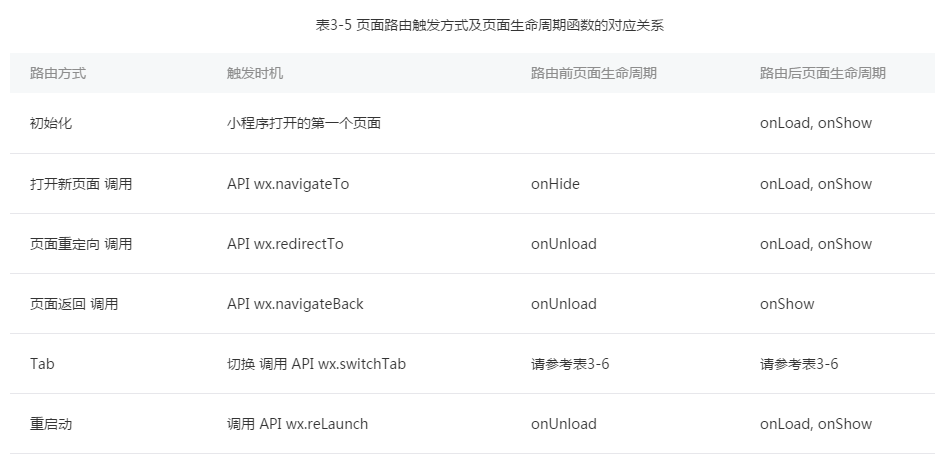 表3-5 页面路由触发方式及页面生命周期函数的对应关系
路由方式 触发时机 路由前页面生命周期 路由后页面生命周期
初始化 小程序打开的第一个页面 onLoad, onShow
打开新页面 调用 API wx.navigateTo onHide onLoad, onShow
页面重定向 调用 API wx.redirectTo onUnload onLoad, onShow
页面返回 调用 API wx.navigateBack onUnload onShow
Tab 切换 调用 API wx.switchTab 请参考表3-6 请参考表3-6
重启动 调用 API wx.reLaunch onUnload onLoad, onShow